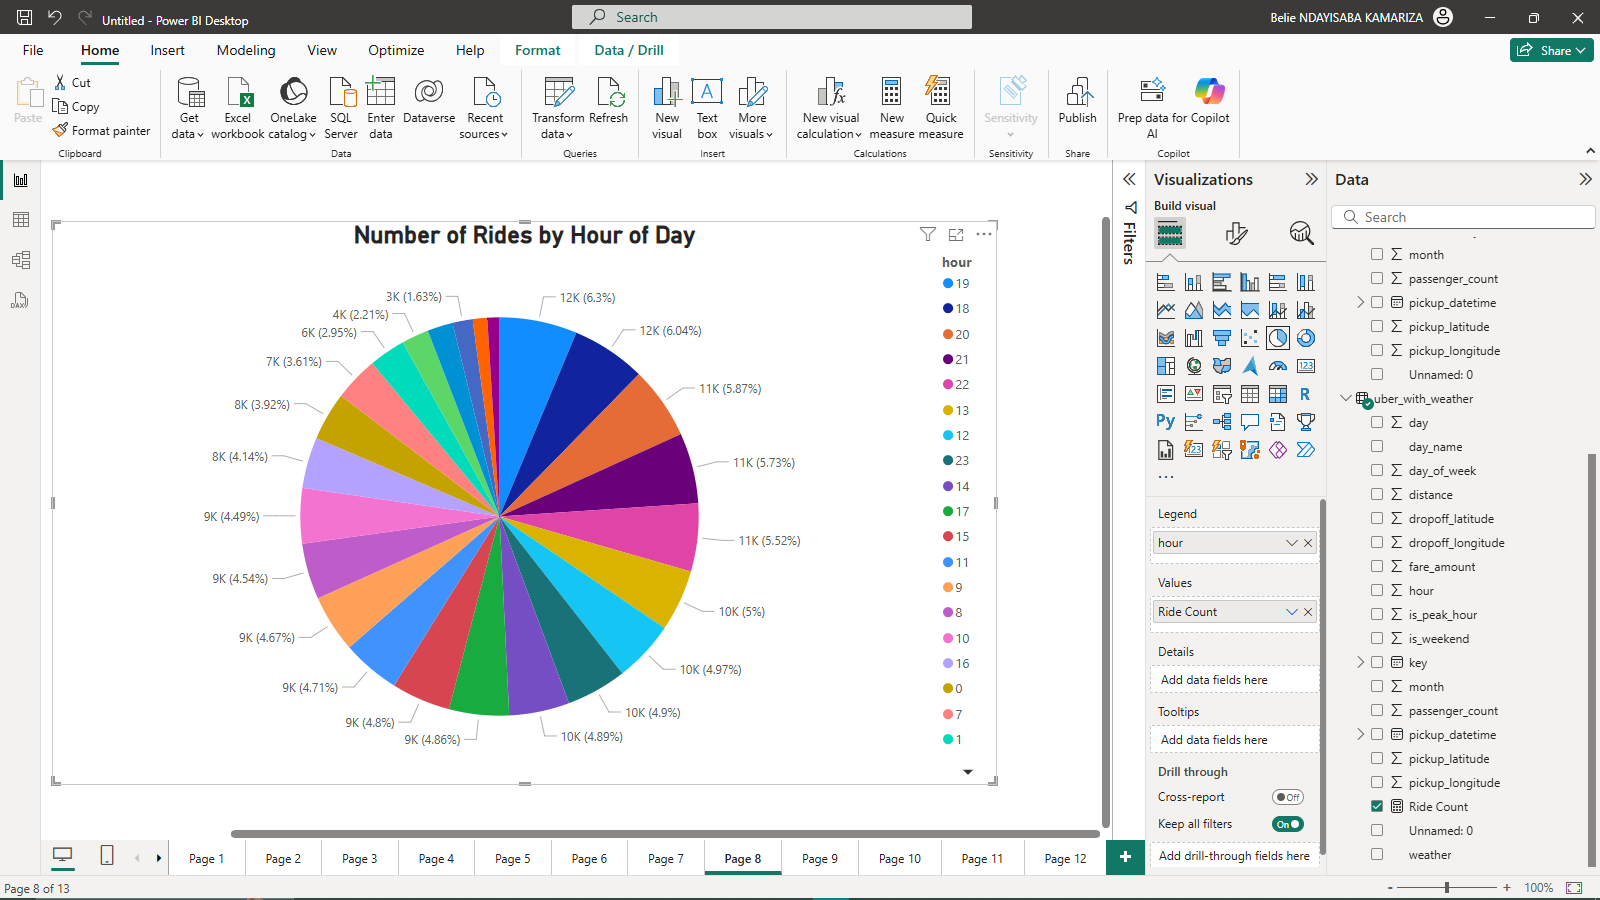 Untitled - Power BI Desktop
Search
Belie NDAYISABA KAMARIZA
File
Home
Insert
Modeling
View
Optimize
Help
Format
Data / Drill
Share
Paste
Cut
Copy
Format painter
Get data
Excel workbook
OneLake catalog
SQL Server
Enter data
Dataverse
Recent sources
Transform data
Refresh
New visual
Text box
More visuals
New visual calculation
New measure
Quick measure
Sensitivity
Publish
Prep data for AI
Copilot
Clipboard
Data
Queries
Insert
Calculations
Sensitivity
Share
Copilot
Number of Rides by Hour of Day
12K (6.3%)
12K (6.04%)
11K (5.87%)
11K (5.73%)
11K (5.52%)
10K (5%)
10K (4.97%)
10K (4.9%)
10K (4.89%)
9K (4.86%)
9K (4.8%)
9K (4.71%)
9K (4.67%)
9K (4.54%)
9K (4.49%)
8K (4.14%)
8K (3.92%)
7K (3.61%)
6K (2.95%)
4K (2.21%)
3K (1.63%)
hour
19
18
20
21
22
13
12
23
14
17
15
11
9
8
10
16
0
7
1
Filters
Visualizations
Build visual
123
R
Py
123
Legend
hour
Values
Ride Count
Details
Add data fields here
Tooltips
Add data fields here
Drill through
Cross-report
Off
Keep all filters
On
Add drill-through fields here
Data
Search
month
passenger_count
pickup_datetime
pickup_latitude
pickup_longitude
Unnamed: 0
uber_with_weather
day
day_name
day_of_week
distance
dropoff_latitude
dropoff_longitude
fare_amount
hour
is_peak_hour
is_weekend
key
month
passenger_count
pickup_datetime
pickup_latitude
pickup_longitude
Ride Count
Unnamed: 0
weather
Page 1
Page 2
Page 3
Page 4
Page 5
Page 6
Page 7
Page 8
Page 9
Page 10
Page 11
Page 12
Page 8 of 13
100%